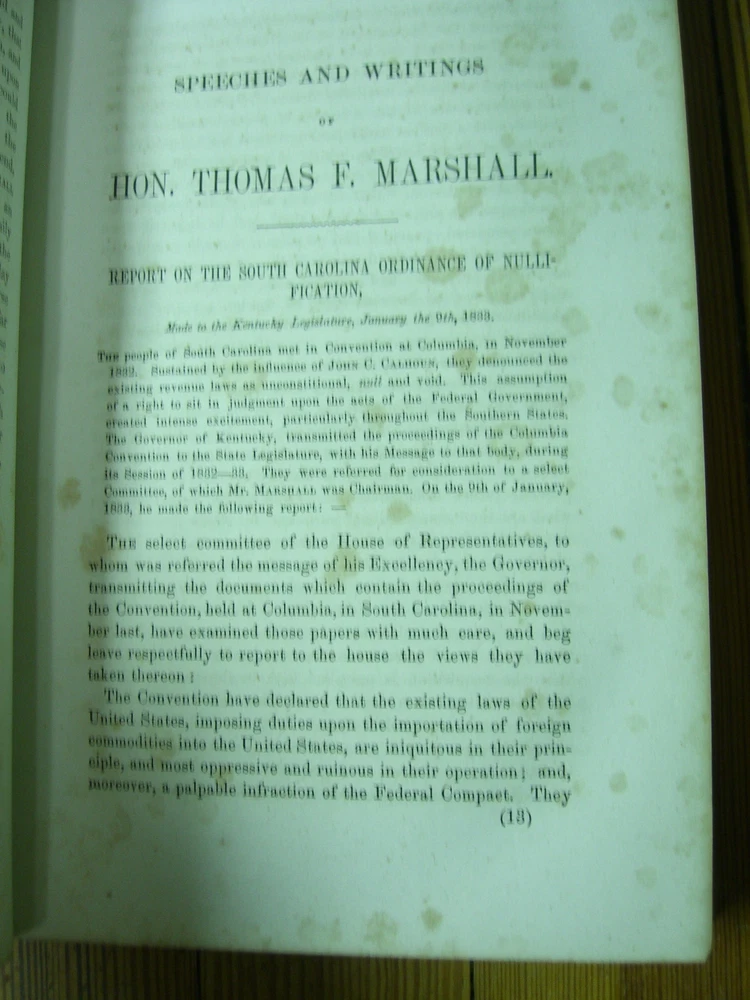 SPEECHES AND WRITINGS
OF
HON. THOMAS F. MARSHALL.
REPORT ON THE SOUTH CAROLINA ORDINANCE OF NULLI-
FICATION,
Made to the Kentucky Legislature, January the 9th, 1833.
THE people of South Carolina met in Convention at Columbia, in November
1832. Sustained by the influence of JOHN C. CALHOUN, they denounced the
existing revenue laws as unconstitutional, null and void. This assumption
of a right to sit in judgment upon the acts of the Federal Government,
created intense excitement, particularly throughout the Southern States.
The Governor of Kentucky, transmitted the proceedings of the Columbia
Convention to the State Legislature, with his Message to that body, during
its Session of 1832—33. They were referred for consideration to a select
Committee, of which Mr. MARSHALL was Chairman. On the 9th of January,
1833, he made the following report: —
THE select committee of the House of Representatives, to
whom was referred the message of his Excellency, the Governor,
transmitting the documents which contain the proceedings of
the Convention, held at Columbia, in South Carolina, in Novem-
ber last, have examined those papers with much care, and beg
leave respectfully to report to the house the views they have
taken thereon:
The Convention have declared that the existing laws of the
United States, imposing duties upon the importation of foreign
commodities into the United States, are iniquitous in their prin-
ciple, and most oppressive and ruinous in their operation; and,
moreover, a palpable infraction of the Federal Compact. They
(13)